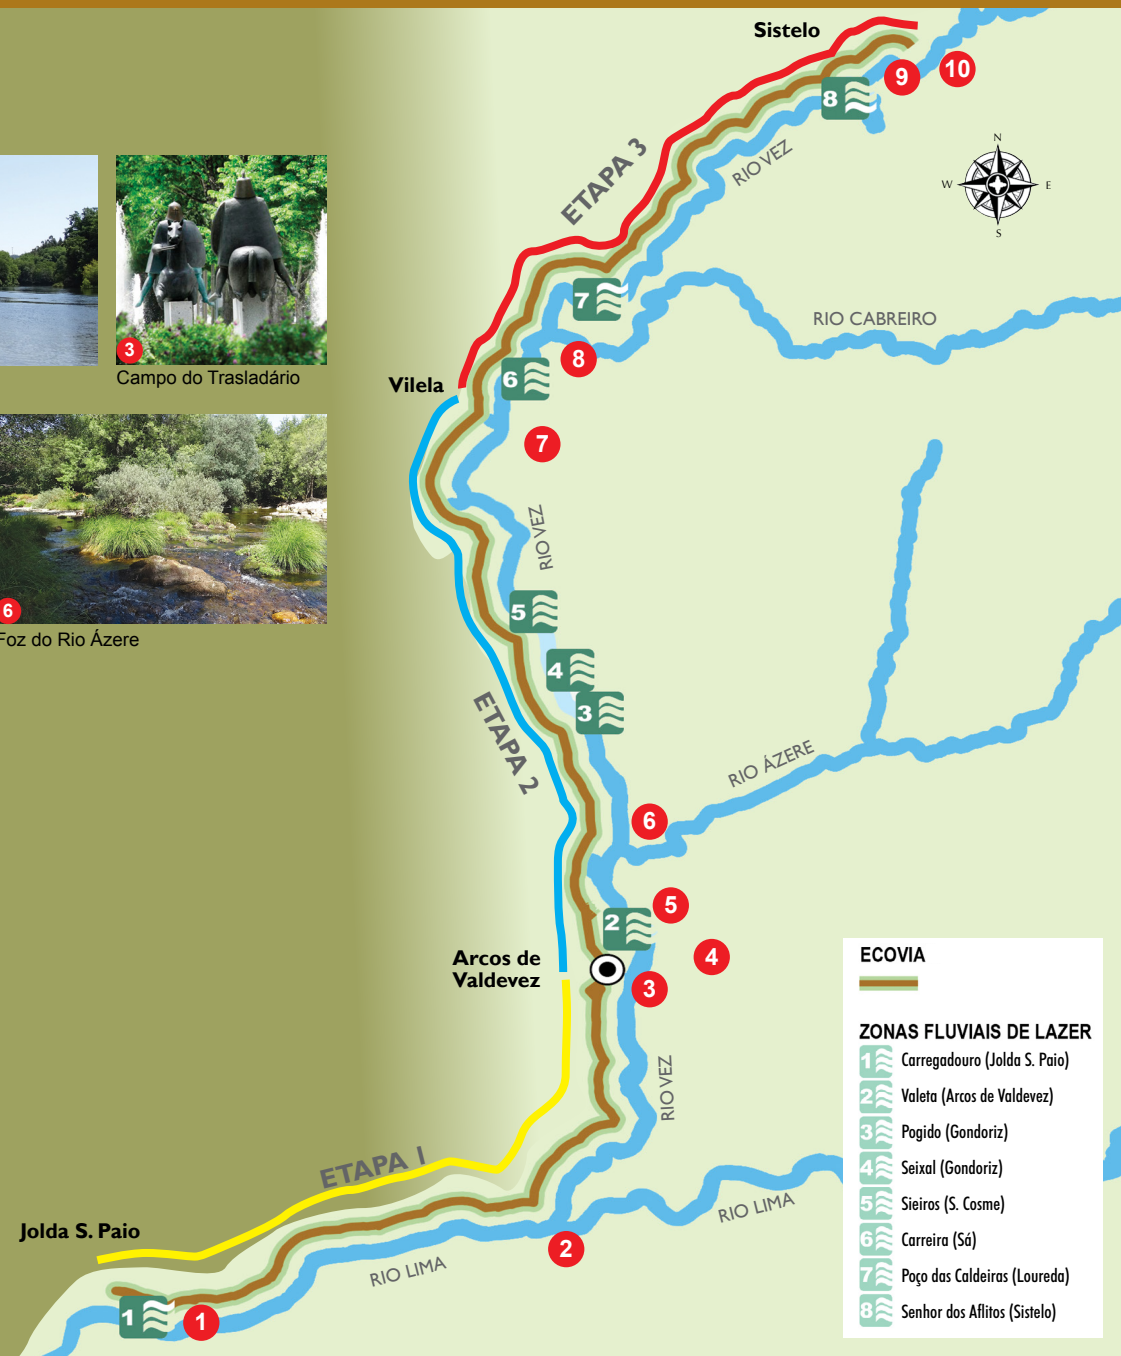 Sistelo
9
10
8
N
W
E
S
ETAPA 3
RIO VEZ
7
RIO CABREIRO
3
Campo do Trasladário
8
6
Vilela
7
RIO VEZ
6
Foz do Rio Ázere
5
4
3
ETAPA 2
RIO ÁZERE
6
5
2
4
Arcos de
Valdevez
3
RIO VEZ
ETAPA 1
RIO LIMA
Jolda S. Paio
2
RIO LIMA
1
1
ECOVIA
ZONAS FLUVIAIS DE LAZER
1 Carregadouro (Jolda S. Paio)
2 Valeta (Arcos de Valdevez)
3 Pogido (Gondoriz)
4 Seixal (Gondoriz)
5 Sieiros (S. Cosme)
6 Carreira (Sá)
7 Poço das Caldeiras (Loureda)
8 Senhor dos Aflitos (Sistelo)